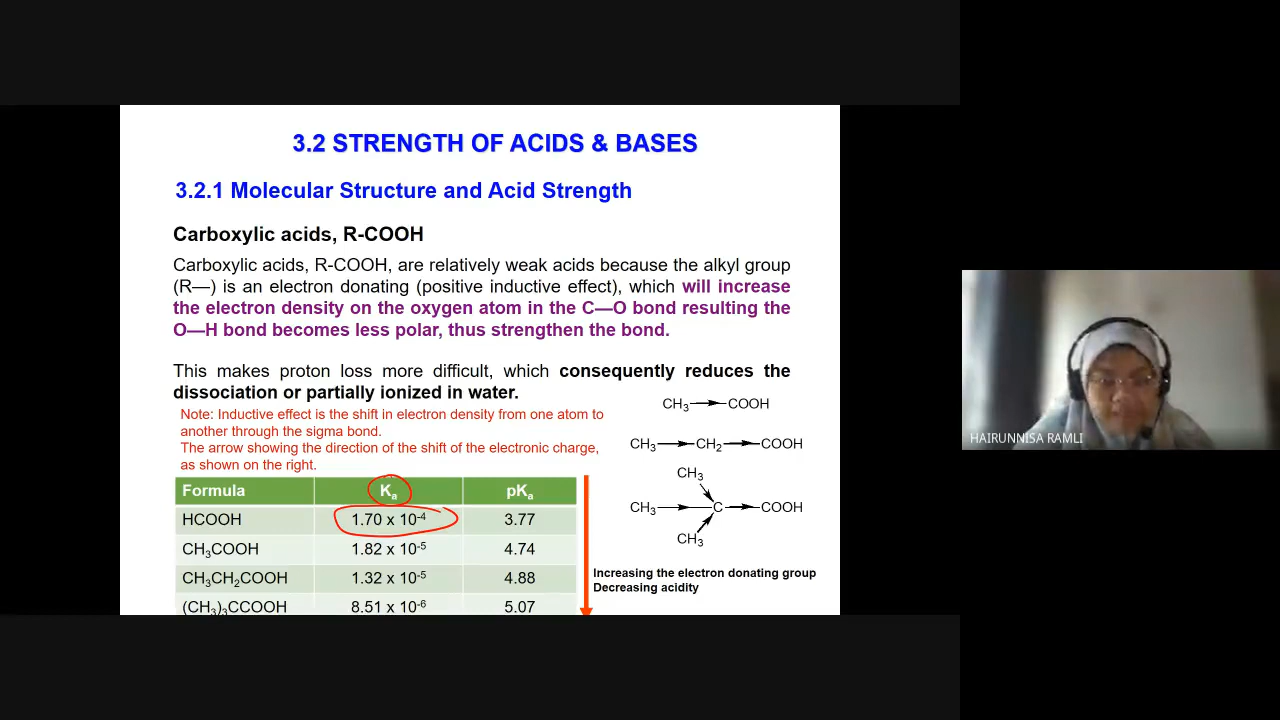 3.2 STRENGTH OF ACIDS & BASES
3.2.1 Molecular Structure and Acid Strength
Carboxylic acids, R-COOH
Carboxylic acids, R-COOH, are relatively weak acids because the alkyl group
(R—) is an electron donating (positive inductive effect), which will increase
the electron density on the oxygen atom in the C—O bond resulting the
O—H bond becomes less polar, thus strengthen the bond.
This makes proton loss more difficult, which consequently reduces the
dissociation or partially ionized in water.
Note: Inductive effect is the shift in electron density from one atom to
another through the sigma bond.
The arrow showing the direction of the shift of the electronic charge,
as shown on the right.
CH₃ COOH
CH₃ CH₂ COOH
CH₃
CH₃ C COOH
CH₃
Formula Kₐ pKₐ
HCOOH 1.70 x 10⁻⁴ 3.77
CH₃COOH 1.82 x 10⁻⁵ 4.74
CH₃CH₂COOH 1.32 x 10⁻⁵ 4.88
(CH₃)₃CCOOH 8.51 x 10⁻⁶ 5.07
Increasing the electron donating group
Decreasing acidity
HAIRUNNISA RAMLI